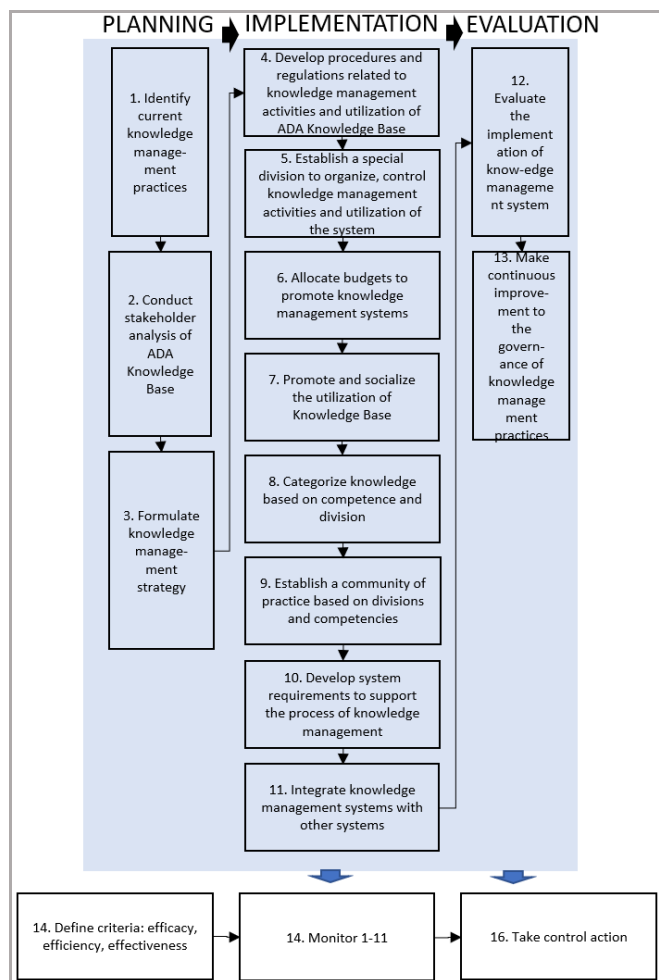 PLANNING
IMPLEMENTATION
EVALUATION
1. Identify
current
knowledge
manage-
ment
practices
2. Conduct
stakeholder
analysis of
ADA
Knowledge
Base
3. Formulate
knowledge
manage-
ment
strategy
4. Develop procedures and
regulations related to
knowledge management
activities and utilization of
ADA Knowledge Base
5. Establish a special
division to organize, control
knowledge management
activities and utilization of
the system
6. Allocate budgets to
promote knowledge
management systems
7. Promote and socialize
the utilization of
Knowledge Base
8. Categorize knowledge
based on competence and
division
9. Establish a community of
practice based on divisions
and competencies
10. Develop system
requirements to support
the process of knowledge
management
11. Integrate knowledge
management systems with
other systems
12.
Evaluate
the
implement
ation of
know-edge
manageme
nt system
13. Make
continuous
improve-
ment to
the
govern-
ance of
knowledge
manage
ment
practices
14. Define criteria: efficacy,
efficiency, effectiveness
14. Monitor 1-11
16. Take control action